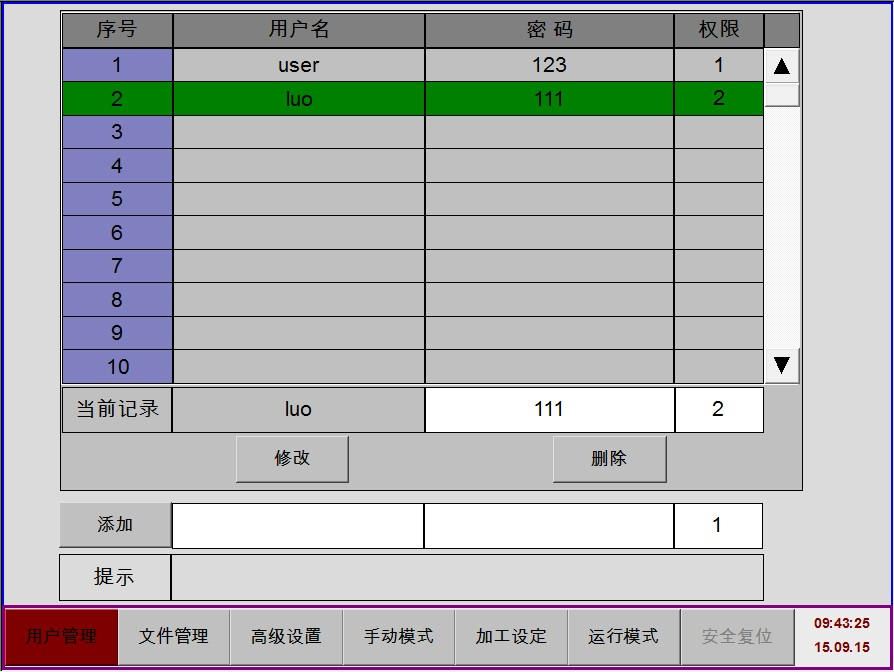 序号 用户名 密码 权限
1 user 123 1
2 luo 111 2
3
4
5
6
7
8
9
10
当前记录 luo 111 2
修改 删除
添加 1
提示
用户管理 文件管理 高级设置 手动模式 加工设定 运行模式 安全复位 09:43:25
15.09.15